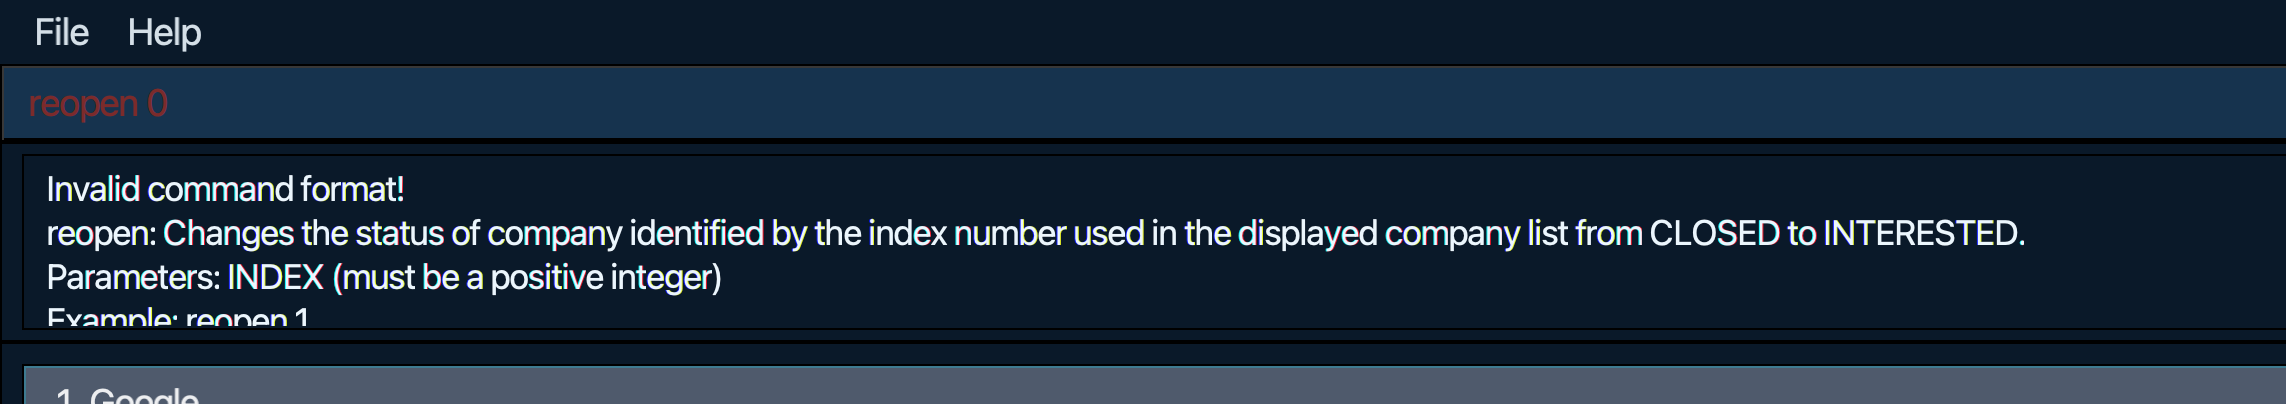 File Help
reopen 0
Invalid command format!
reopen: Changes the status of company identified by the index number used in the displayed company list from CLOSED to INTERESTED.
Parameters: INDEX (must be a positive integer)
Example: reopen 1
1. Google